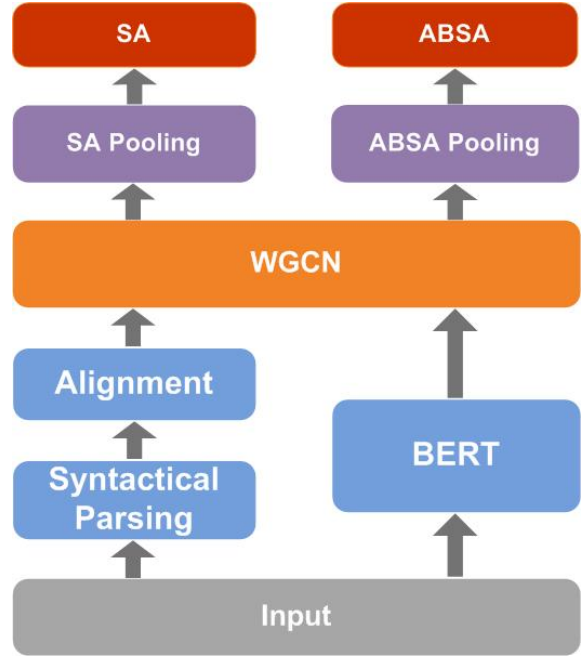 SA
ABSA
SA Pooling
ABSA Pooling
WGCN
Alignment
BERT
Syntactical
Parsing
Input